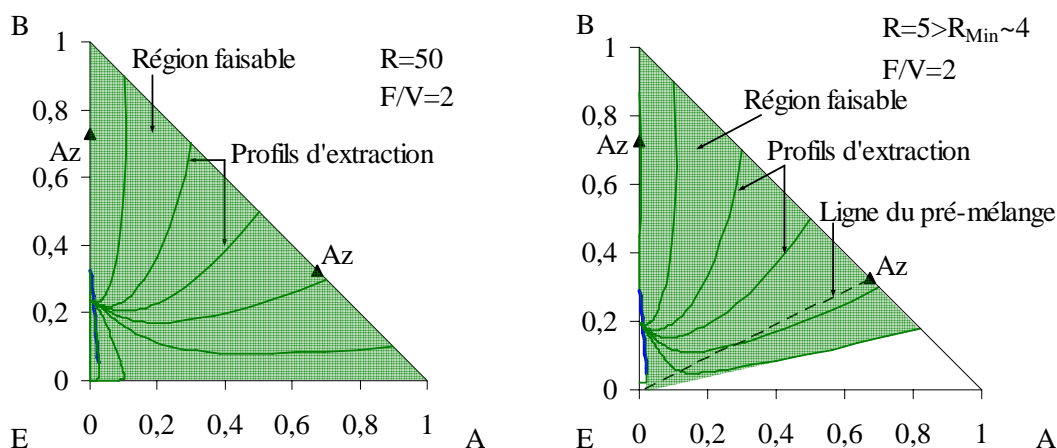 B
1
Région faisable
R=50
F/V=2
0,8
Az
Profils d'extraction
0,6
0,4
Az
0,2
0
0 0,2 0,4 0,6 0,8 1
E
A
B
R=5>RMin~4
F/V=2
1
Région faisable
0,8
Az
Profils d'extraction
0,6
Ligne du pré-mélange
0,4
Az
0,2
0
0 0,2 0,4 0,6 0,8 1
E
A